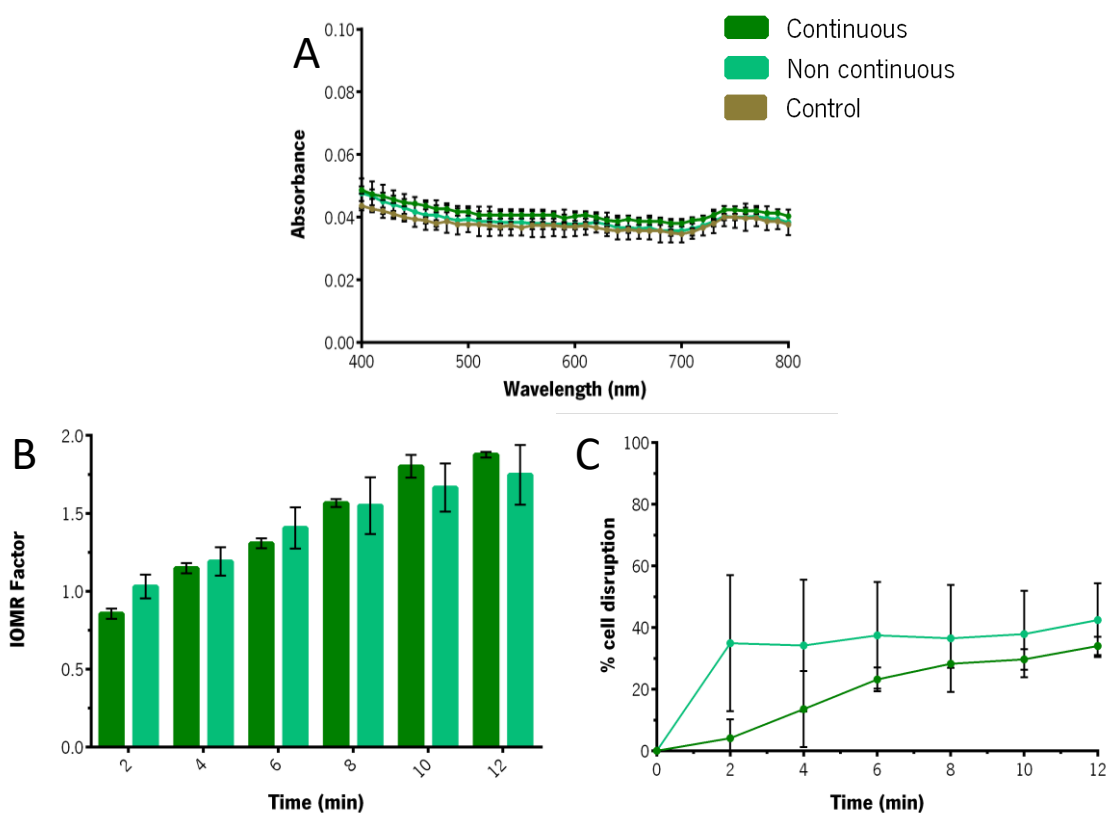 A
Continuous
Non continuous
Control
0.10
0.08
0.06
0.04
0.02
0.00
Absorbance
400 500 600 700 800
Wavelength (nm)
B
2.0
1.5
1.0
0.5
0.0
IOMR Factor
2 4 6 8 10 12
Time (min)
C
100
80
60
40
20
0
% cell disruption
0 2 4 6 8 10 12
Time (min)